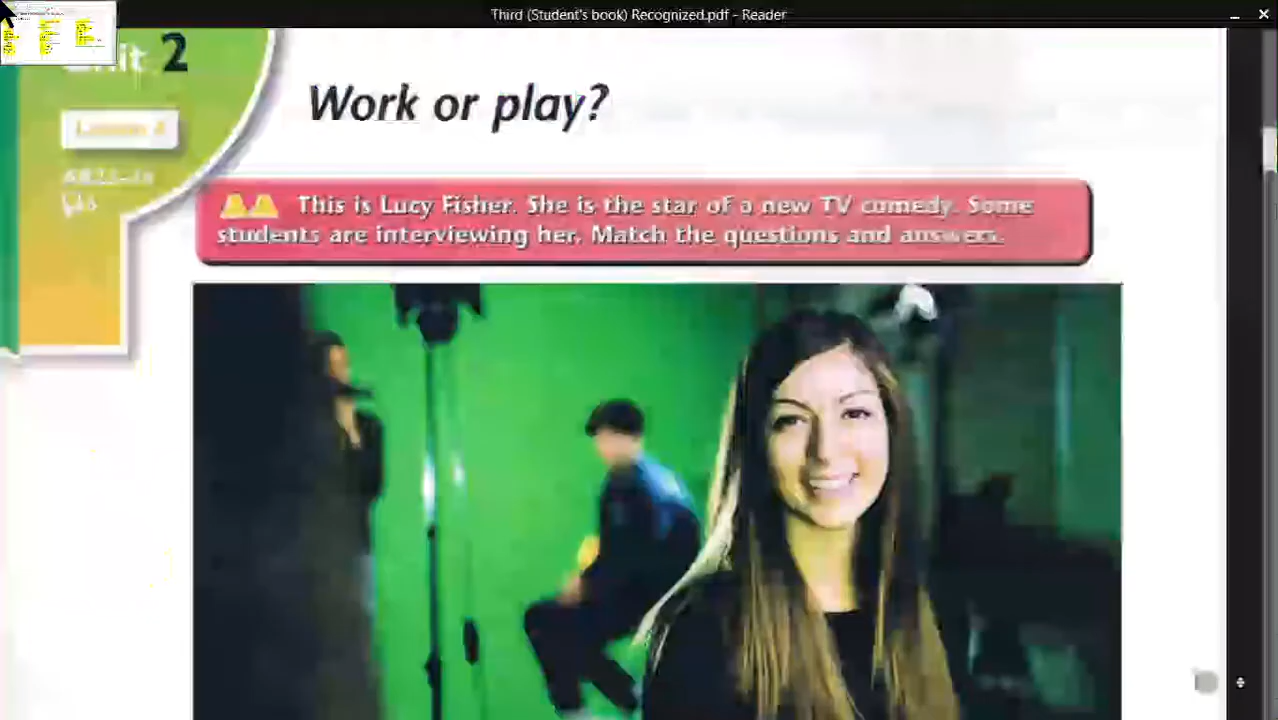 Third (Student's book) Recognized.pdf - Reader
Unit 2
Work or play?
This is Lucy Fisher. She is the star of a new TV comedy. Some
students are interviewing her. Match the questions and answers.